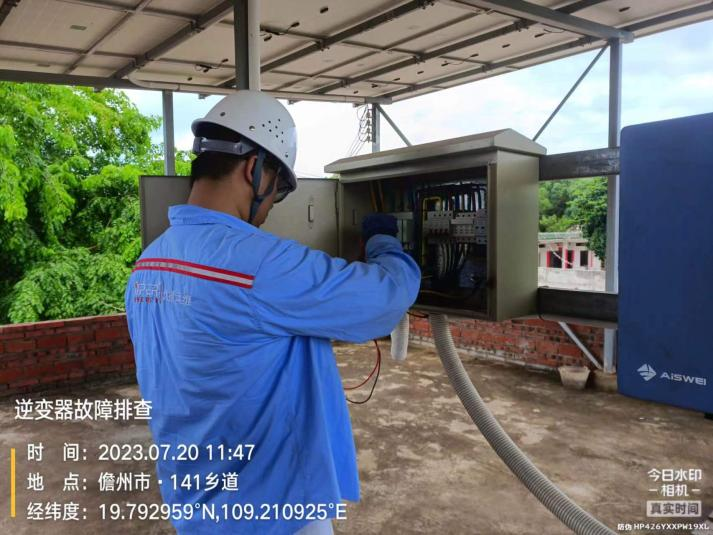 AISWEI
逆变器故障排查
时 间： 2023.07.20 11:47
地 点： 儋州市·141乡道
经纬度： 19.792959°N,109.210925°E
今日水印
相机
真实时间
防伪 HP426YXXPW19XL